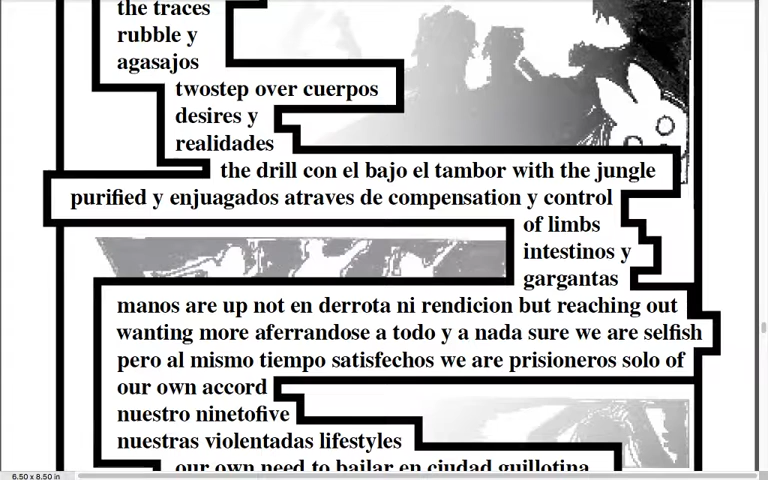 the traces
rubble y
agasajos
twostep over cuerpos
desires y
realidades
the drill con el bajo el tambor with the jungle
purified y enjuagados atraves de compensation y control
of limbs
intestinos y
gargantas
manos are up not en derrota ni rendicion but reaching out
wanting more aferrandose a todo y a nada sure we are selfish
pero al mismo tiempo satisfechos we are prisioneros solo of
our own accord
nuestro ninetofive
nuestras violentadas lifestyles
our own need to bailar en ciudad guillotina
6.50 x 8.50 in